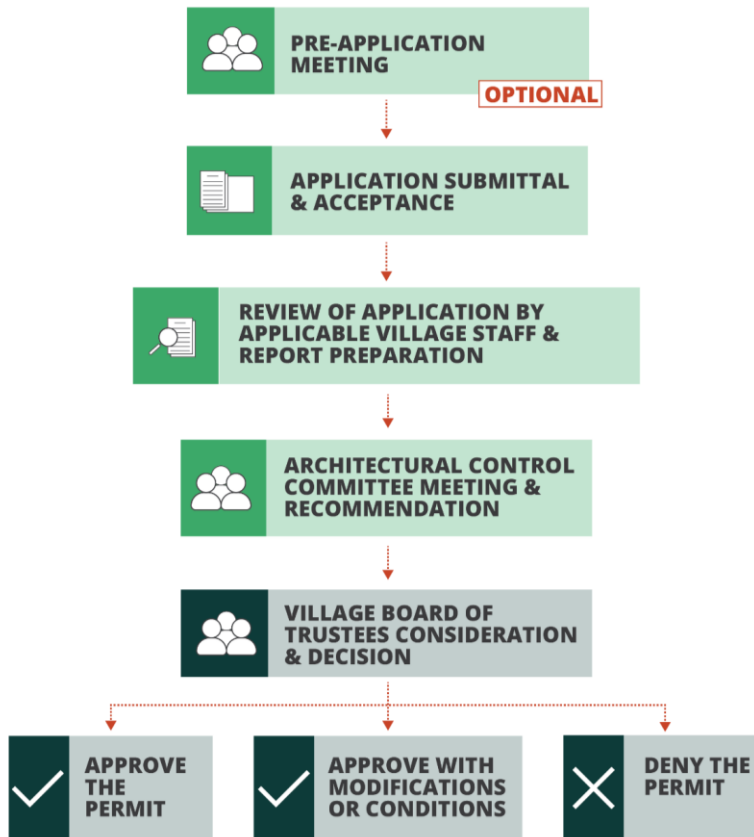 PRE-APPLICATION
MEETING
OPTIONAL
APPLICATION SUBMITTAL
& ACCEPTANCE
REVIEW OF APPLICATION BY
APPLICABLE VILLAGE STAFF &
REPORT PREPARATION
ARCHITECTURAL CONTROL
COMMITTEE MEETING &
RECOMMENDATION
VILLAGE BOARD OF
TRUSTEES CONSIDERATION
& DECISION
APPROVE
THE
PERMIT
APPROVE WITH
MODIFICATIONS
OR CONDITIONS
DENY THE
PERMIT